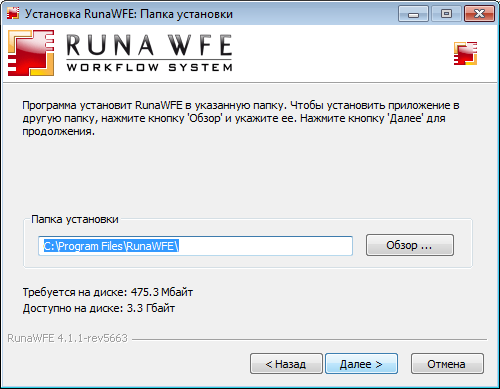 Установка RunaWFE: Папка установки
RUNA WFE
WORKFLOW SYSTEM
Программа установит RunaWFE в указанную папку. Чтобы установить приложение в
другую папку, нажмите кнопку 'Обзор' и укажите ее. Нажмите кнопку 'Далее' для
продолжения.
Папка установки
C:\Program Files\RunaWFE\
Обзор ...
Требуется на диске: 475.3 Мбайт
Доступно на диске: 3.3 Гбайт
RunaWFE 4.1.1-rev5663
< Назад
Далее >
Отмена